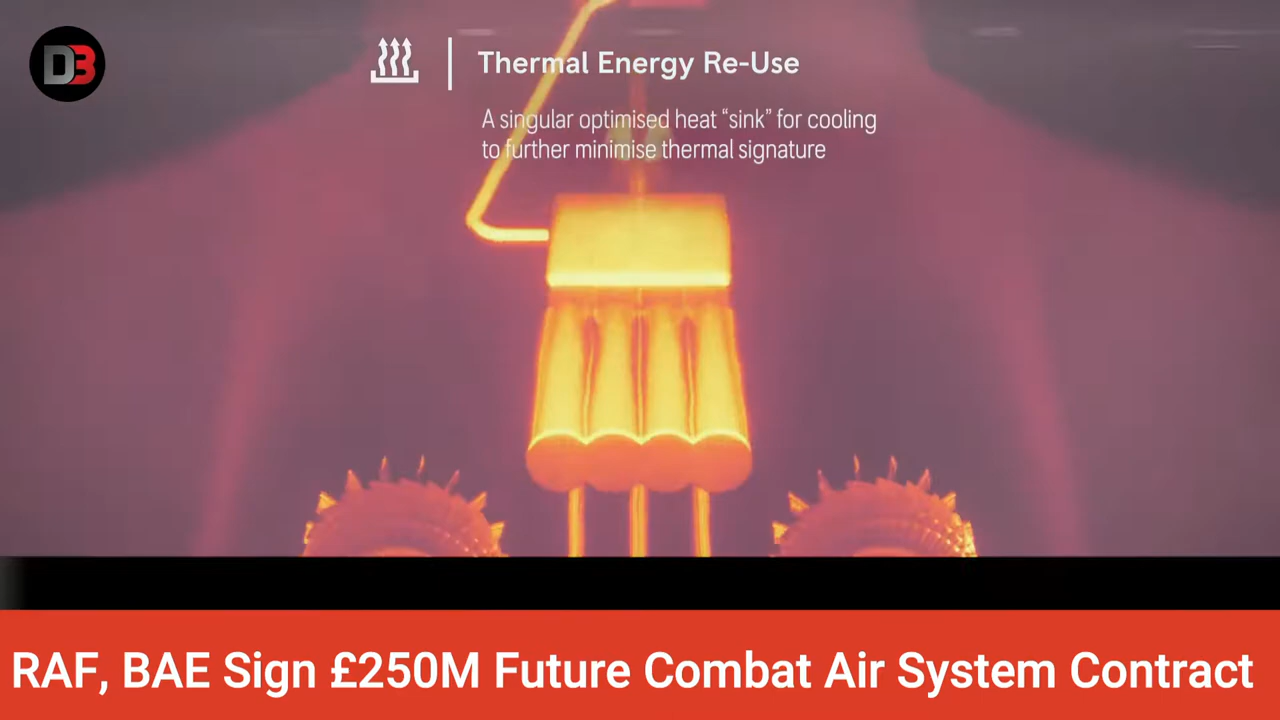 D3
Thermal Energy Re-Use
A singular optimised heat “sink” for cooling
to further minimise thermal signature
RAF, BAE Sign £250M Future Combat Air System Contract